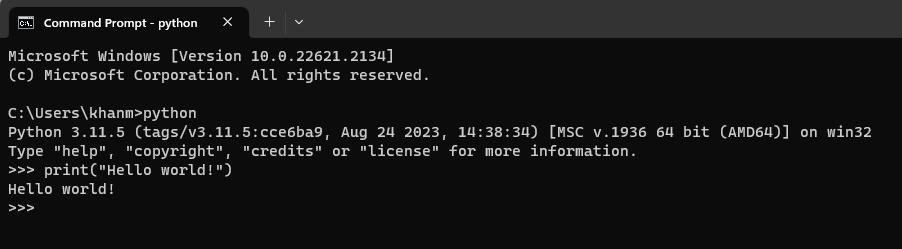 Command Prompt - python
Microsoft Windows [Version 10.0.22621.2134]
(c) Microsoft Corporation. All rights reserved.
C:\Users\khanm>python
Python 3.11.5 (tags/v3.11.5:cce6ba9, Aug 24 2023, 14:38:34) [MSC v.1936 64 bit (AMD64)] on win32
Type "help", "copyright", "credits" or "license" for more information.
>>> print("Hello world!")
Hello world!
>>>